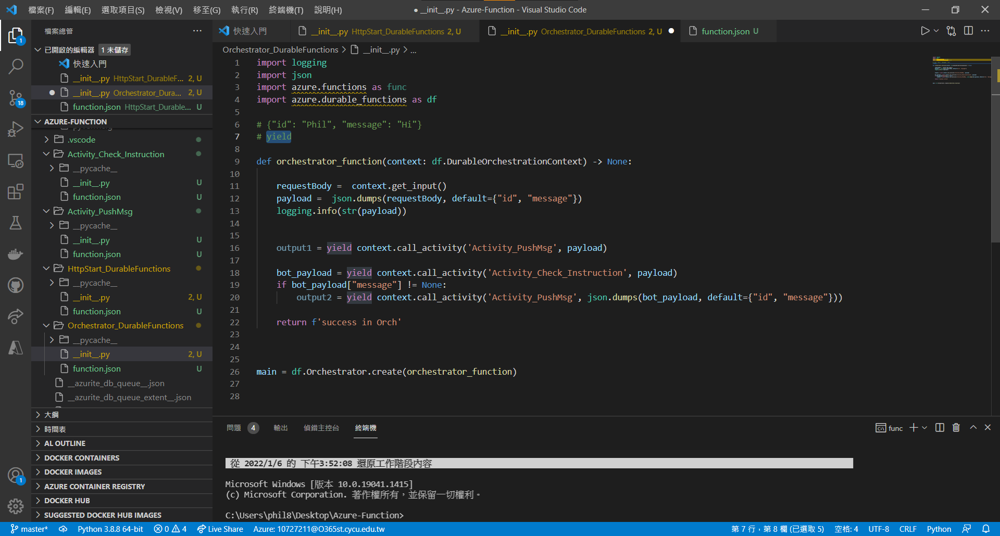 檔案(F) 編輯(E) 選取項目(S) 檢視(V) 移至(G) 執行(R) 終端機(T) 說明(H)
● __init__.py - Azure-Function - Visual Studio Code
檔案總管 ···
已開啟的編輯器 1 未儲存
快速入門
__init__.py HttpStart_DurableF... 2, U
● __init__.py Orchestrator_Dura... 2, U
function.json HttpStart_Durable... U
AZURE-FUNCTION
.vscode
Activity_Check_Instruction
__pycache__
__init__.py U
function.json U
Activity_PushMsg
__pycache__
__init__.py U
function.json U
HttpStart_DurableFunctions
__pycache__
__init__.py 2, U
function.json U
Orchestrator_DurableFunctions
__pycache__
__init__.py 2, U
function.json U
__azurite_db_queue__.json
__azurite_db_queue_extent__.json
大綱
時間表
AL OUTLINE
DOCKER CONTAINERS
DOCKER IMAGES
AZURE CONTAINER REGISTRY
DOCKER HUB
SUGGESTED DOCKER HUB IMAGES
1
18
1
快速入門 __init__.py HttpStart_DurableFunctions 2, U __init__.py Orchestrator_DurableFunctions 2, U ● function.json U
Orchestrator_DurableFunctions > __init__.py > ...
1 import logging
2 import json
3 import azure.functions as func
4 import azure.durable_functions as df
5
6 # {"id": "Phil", "message": "Hi"}
7 # yield
8
9 def orchestrator_function(context: df.DurableOrchestrationContext) -> None:
10
11 requestBody =  context.get_input()
12 payload =  json.dumps(requestBody, default={"id", "message"})
13 logging.info(str(payload))
14
15
16 output1 = yield context.call_activity('Activity_PushMsg', payload)
17
18 bot_payload = yield context.call_activity('Activity_Check_Instruction', payload)
19 if bot_payload["message"] != None:
20 output2 = yield context.call_activity('Activity_PushMsg', json.dumps(bot_payload, default={"id", "message"}))
21
22 return f'success in Orch'
23
24
25
26 main = df.Orchestrator.create(orchestrator_function)
27
28
問題 4 輸出 偵錯主控台 終端機 func
從 2022/1/6 的 下午3:52:08 還原工作階段內容
Microsoft Windows [版本 10.0.19041.1415]
(c) Microsoft Corporation. 著作權所有，並保留一切權利。
C:\Users\phil8\Desktop\Azure-Function>
master* Python 3.8.8 64-bit 0 4 Live Share Azure: 10727211@O365st.cycu.edu.tw 第 7 行，第 8 欄 (已選取 5) 空格: 4 UTF-8 CRLF Python